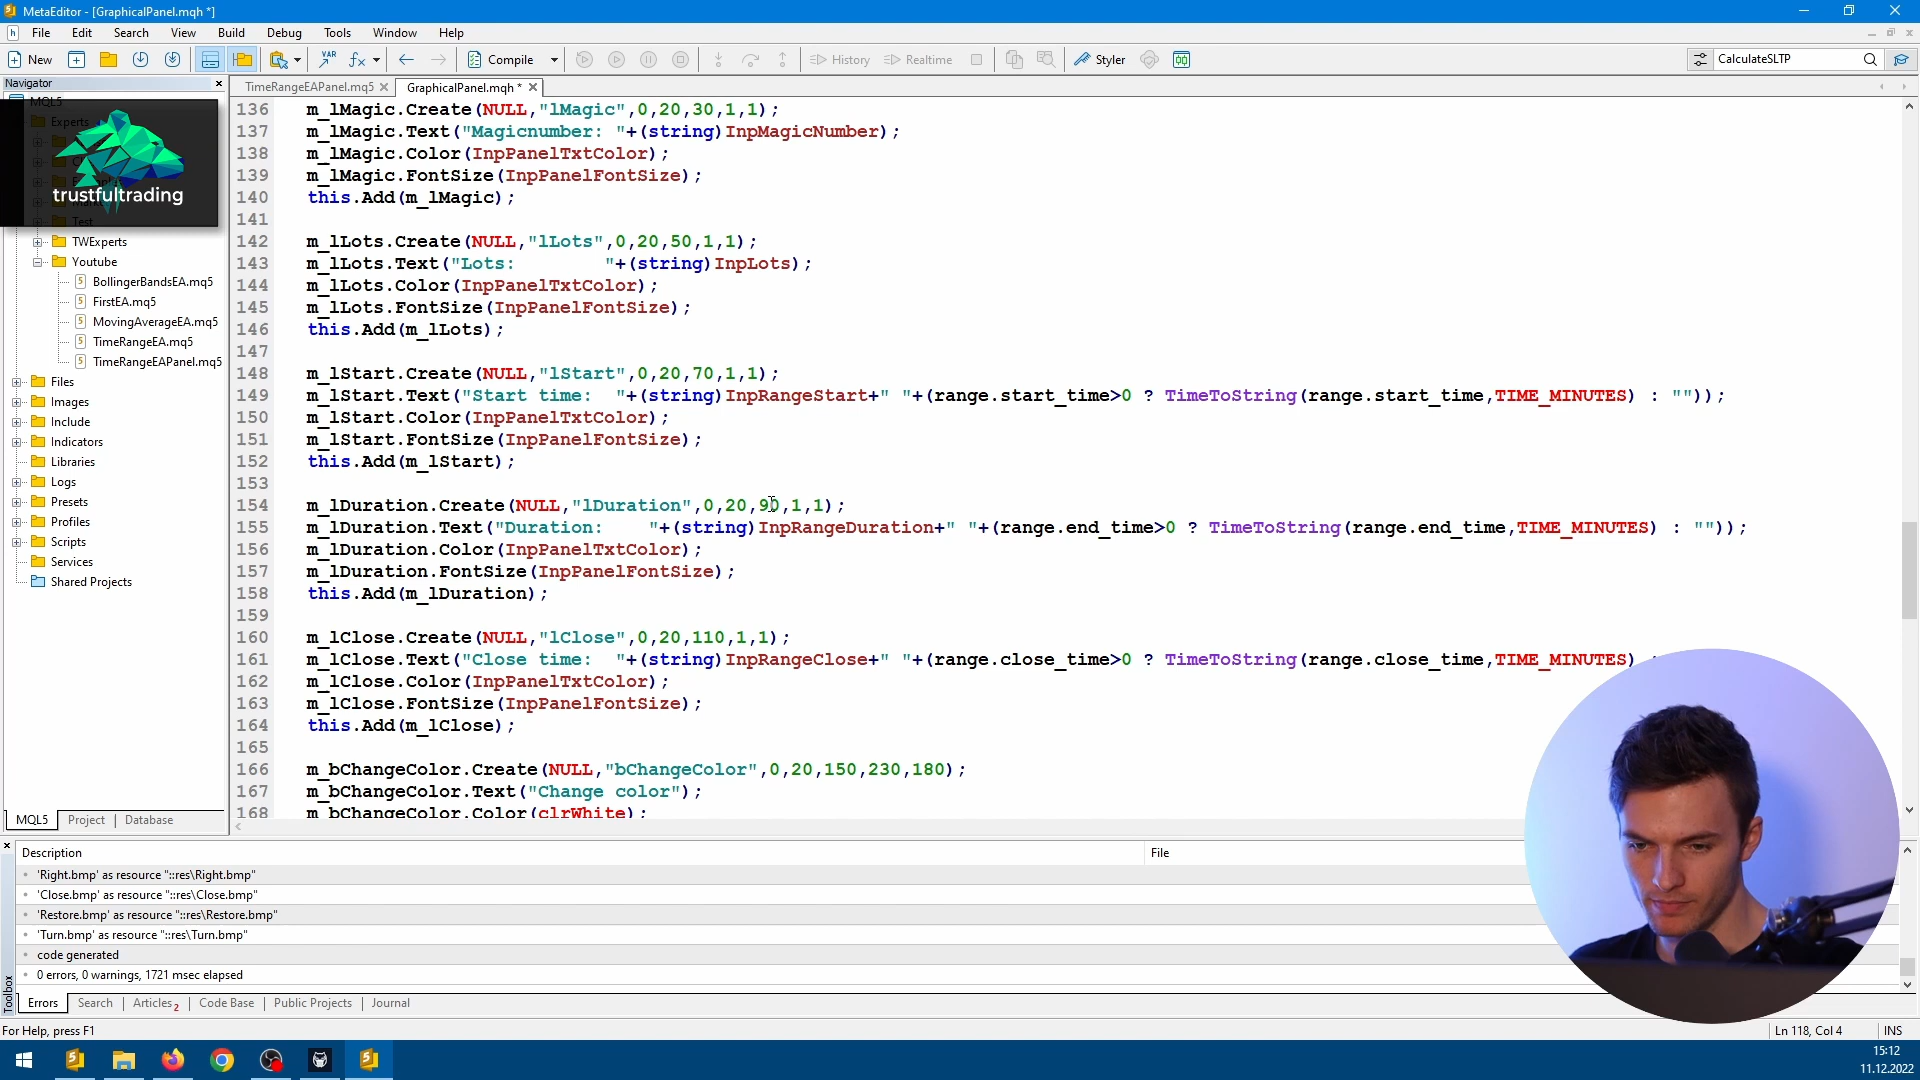 MetaEditor - [GraphicalPanel.mqh *]
File Edit Search View Build Debug Tools Window Help
New Compile History Realtime Styler CalculateSLTP
Navigator
TimeRangeEAPanel.mq5 GraphicalPanel.mqh *
MQL5
Experts
trustfultrading
Test
TWExperts
Youtube
BollingerBandsEA.mq5
FirstEA.mq5
MovingAverageEA.mq5
TimeRangeEA.mq5
TimeRangeEAPanel.mq5
Files
Images
Include
Indicators
Libraries
Logs
Presets
Profiles
Scripts
Services
Shared Projects
MQL5 Project Database
136 m_lMagic.Create(NULL,"lMagic",0,20,30,1,1);
137 m_lMagic.Text("Magicnumber: "+(string)InpMagicNumber);
138 m_lMagic.Color(InpPanelTxtColor);
139 m_lMagic.FontSize(InpPanelFontSize);
140 this.Add(m_lMagic);
141
142 m_lLots.Create(NULL,"lLots",0,20,50,1,1);
143 m_lLots.Text("Lots:        "+(string)InpLots);
144 m_lLots.Color(InpPanelTxtColor);
145 m_lLots.FontSize(InpPanelFontSize);
146 this.Add(m_lLots);
147
148 m_lStart.Create(NULL,"lStart",0,20,70,1,1);
149 m_lStart.Text("Start time:  "+(string)InpRangeStart+" "+(range.start_time>0 ? TimeToString(range.start_time,TIME_MINUTES) : ""));
150 m_lStart.Color(InpPanelTxtColor);
151 m_lStart.FontSize(InpPanelFontSize);
152 this.Add(m_lStart);
153
154 m_lDuration.Create(NULL,"lDuration",0,20,90,1,1);
155 m_lDuration.Text("Duration:    "+(string)InpRangeDuration+" "+(range.end_time>0 ? TimeToString(range.end_time,TIME_MINUTES) : ""));
156 m_lDuration.Color(InpPanelTxtColor);
157 m_lDuration.FontSize(InpPanelFontSize);
158 this.Add(m_lDuration);
159
160 m_lClose.Create(NULL,"lClose",0,20,110,1,1);
161 m_lClose.Text("Close time:  "+(string)InpRangeClose+" "+(range.close_time>0 ? TimeToString(range.close_time,TIME_MINUTES)
162 m_lClose.Color(InpPanelTxtColor);
163 m_lClose.FontSize(InpPanelFontSize);
164 this.Add(m_lClose);
165
166 m_bChangeColor.Create(NULL,"bChangeColor",0,20,150,230,180);
167 m_bChangeColor.Text("Change color");
168 m_bChangeColor.Color(clrWhite);
Description File
'Right.bmp' as resource "::res\Right.bmp"
'Close.bmp' as resource "::res\Close.bmp"
'Restore.bmp' as resource "::res\Restore.bmp"
'Turn.bmp' as resource "::res\Turn.bmp"
code generated
0 errors, 0 warnings, 1721 msec elapsed
Toolbox
Errors Search Articles 2 Code Base Public Projects Journal
For Help, press F1 Ln 118, Col 4 INS
15:12
11.12.2022